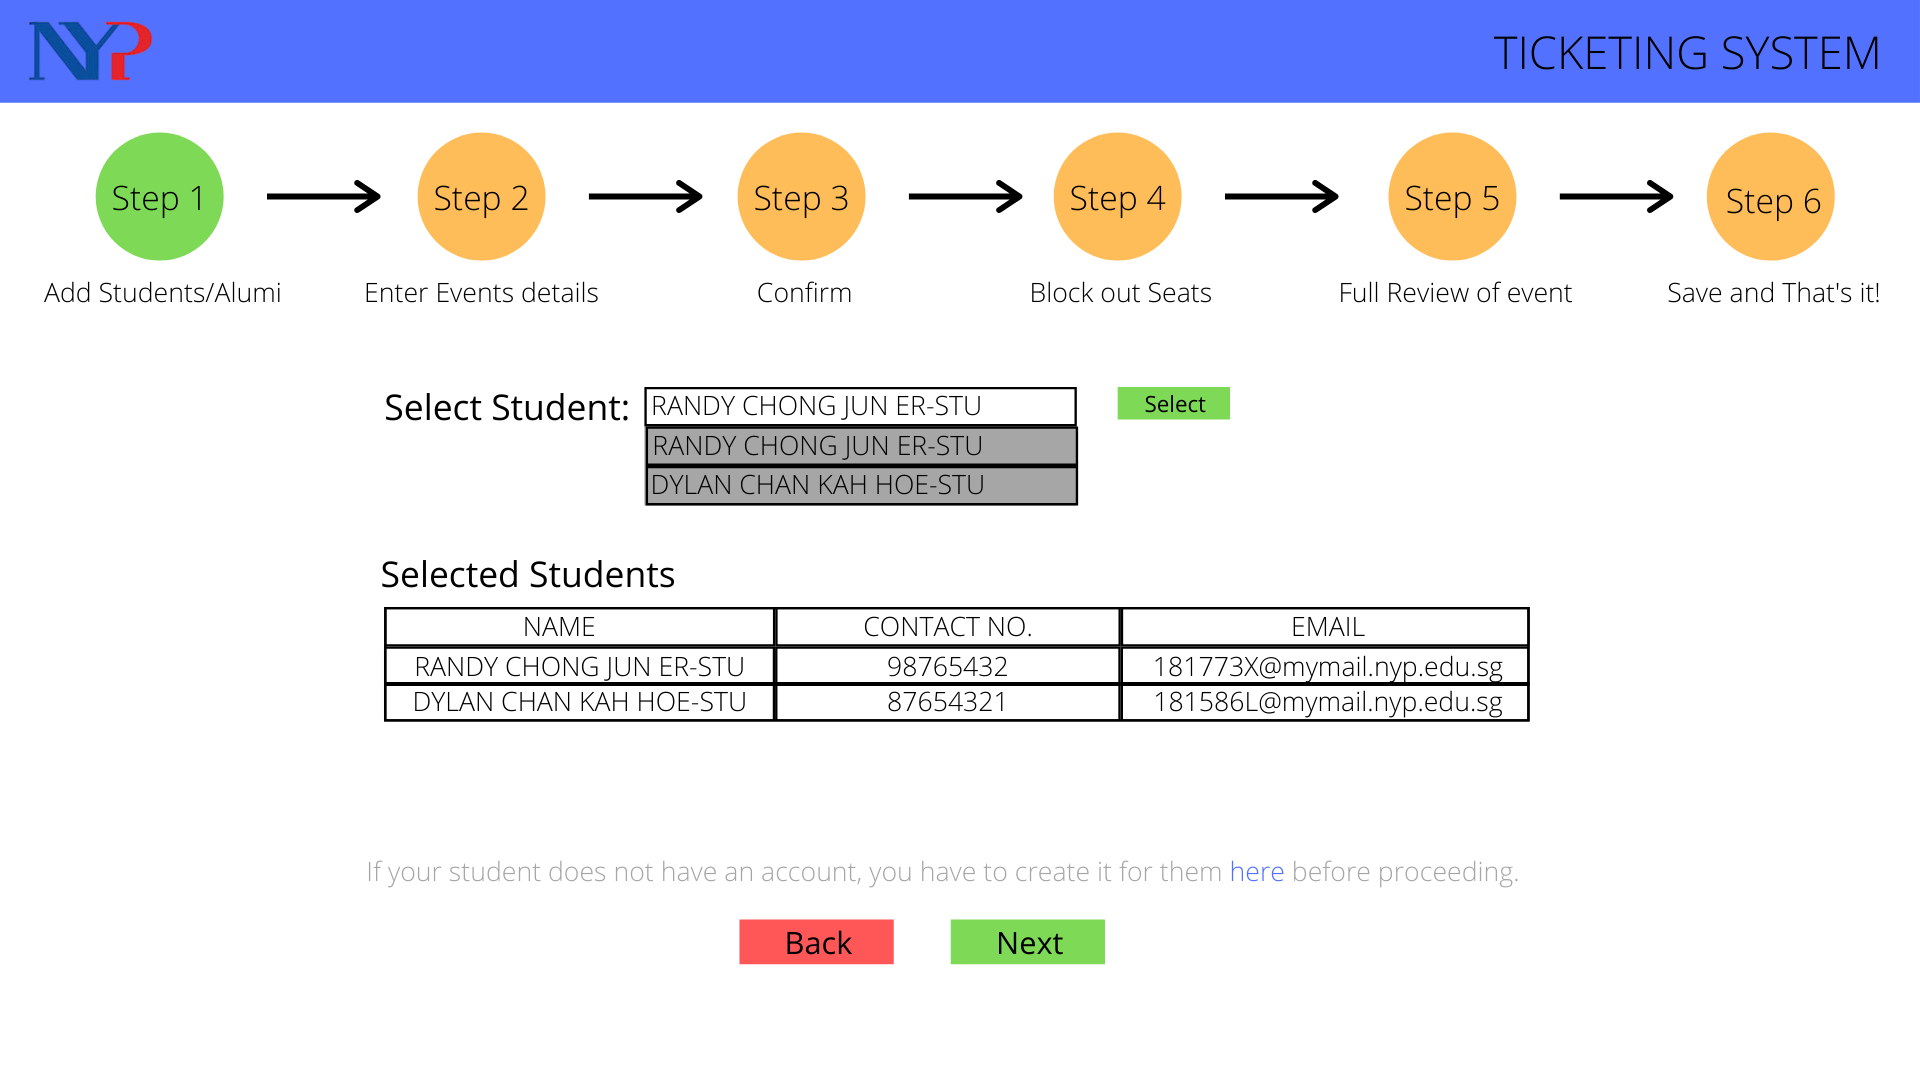 NYP
TICKETING SYSTEM
Step 1
Step 2
Step 3
Step 4
Step 5
Step 6
Add Students/Alumi
Enter Events details
Confirm
Block out Seats
Full Review of event
Save and That's it!
Select Student:
RANDY CHONG JUN ER-STU
Select
RANDY CHONG JUN ER-STU
DYLAN CHAN KAH HOE-STU
Selected Students
NAME CONTACT NO. EMAIL
RANDY CHONG JUN ER-STU 98765432 181773X@mymail.nyp.edu.sg
DYLAN CHAN KAH HOE-STU 87654321 181586L@mymail.nyp.edu.sg
If your student does not have an account, you have to create it for them here before proceeding.
Back
Next